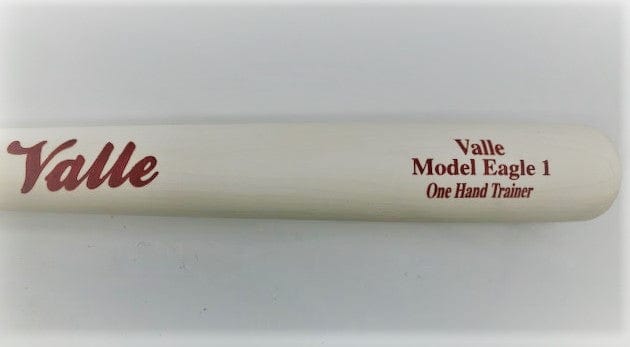 Valle
Valle
Model Eagle 1
One Hand Trainer